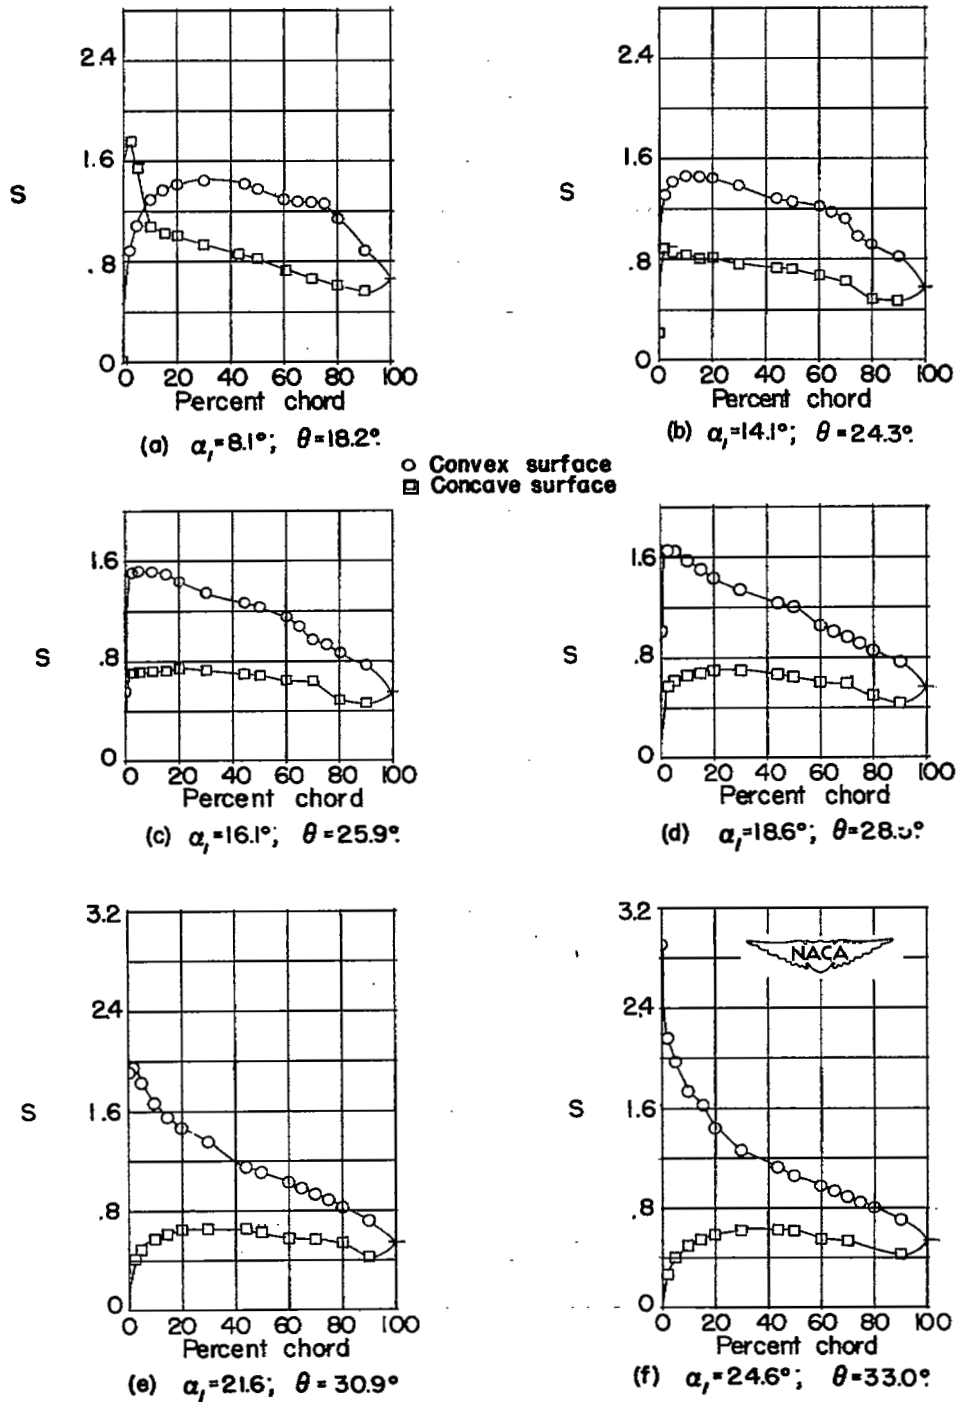 2.4
1.6
S
.8
0
0 20 40 60 80 100
Percent chord
(a) α₁=8.1°; θ=18.2°.
2.4
1.6
S
.8
0
0 20 40 60 80 100
Percent chord
(b) α₁=14.1°; θ=24.3°.
○ Convex surface
□ Concave surface
1.6
S
.8
0
0 20 40 60 80 100
Percent chord
(c) α₁=16.1°; θ=25.9°.
1.6
S
.8
0
0 20 40 60 80 100
Percent chord
(d) α₁=18.6°;
3.2
2.4
1.6
S
.8
0
0 20 40 60 80 100
Percent chord
(e) α₁=21.6; θ=30.9°
3.2
NACA
2.4
1.6
S
.8
0
0 20 40 60 80 100
Percent chord
(f) α₁=24.6°; θ=33.0°.